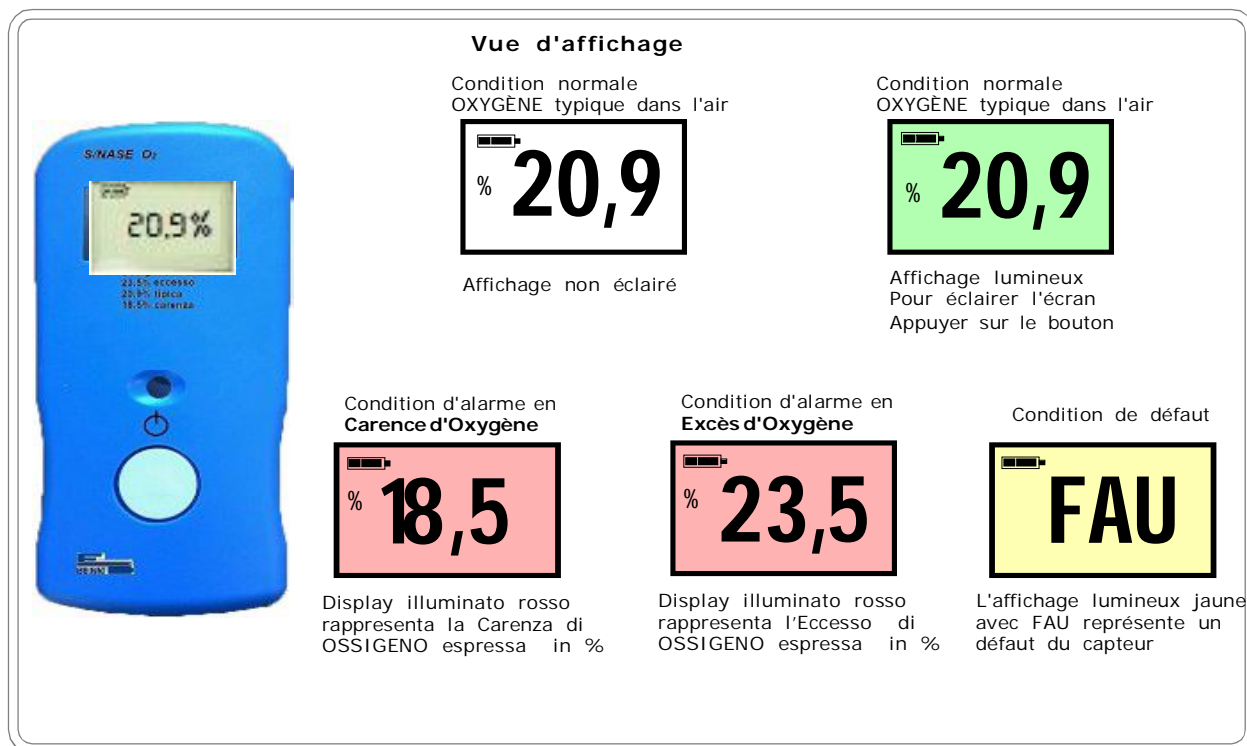 Vue d'affichage
Condition normale
OXYGÈNE typique dans l'air
% 20,9
Affichage non éclairé
Condition normale
OXYGÈNE typique dans l'air
% 20,9
Affichage lumineux
Pour éclairer l'écran
Appuyer sur le bouton
S/NASE O2
20,9%
23.5% eccesso
20,9% tipica
18.5% carenza
Condition d'alarme en
Carence d'Oxygène
% 18,5
Display illuminato rosso
rappresenta la Carenza di
OSSIGENO espressa in %
Condition d'alarme en
Excès d'Oxygène
% 23,5
Display illuminato rosso
rappresenta l'Eccesso di
OSSIGENO espressa in %
Condition de défaut
FAU
L'affichage lumineux jaune
avec FAU représente un
défaut du capteur